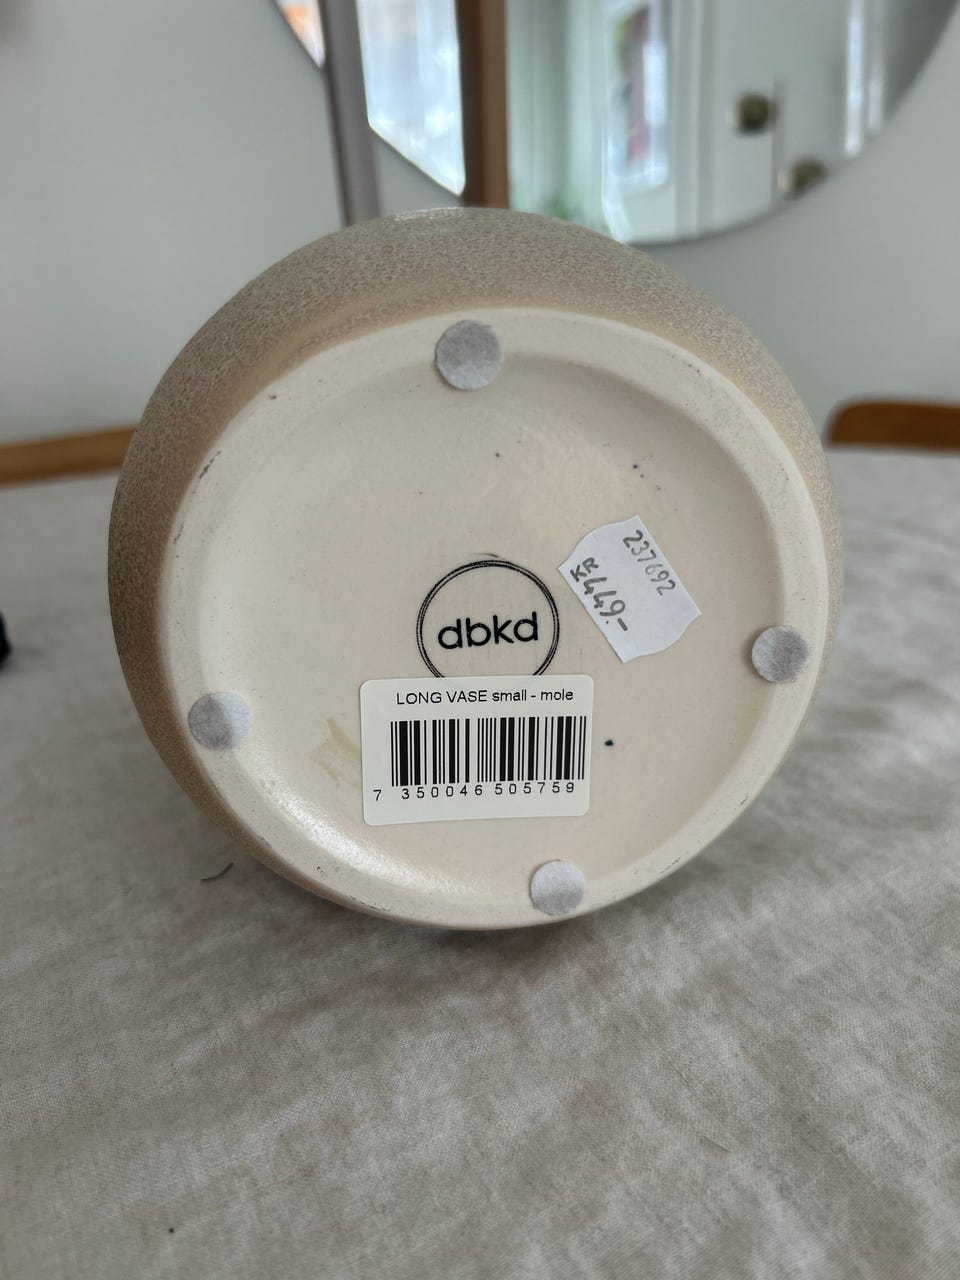 237692
KR 449.-
dbkd
LONG VASE small - mole
7 350046 505759